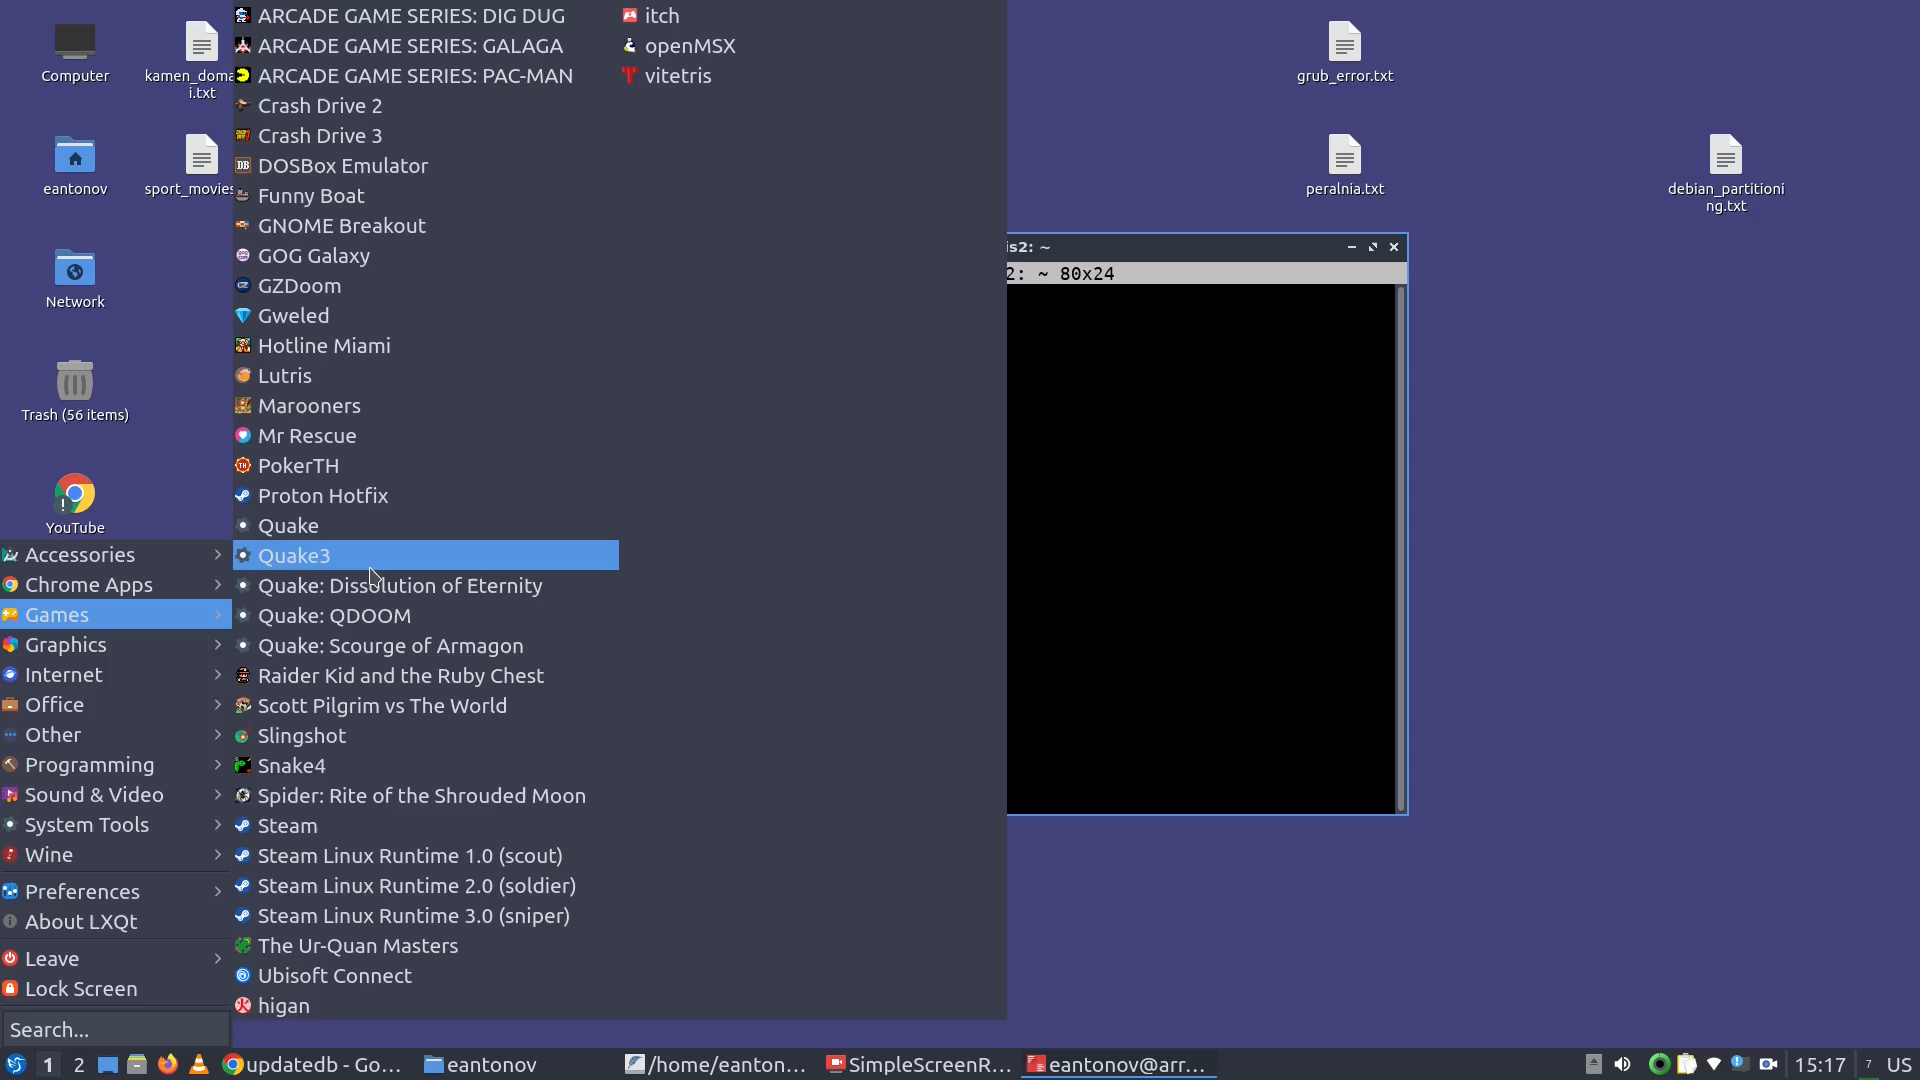 Computer
kamen_doma
i.txt
eantonov
sport_movies
Network
Trash (56 items)
YouTube
Accessories
Chrome Apps
Games
Graphics
Internet
Office
Other
Programming
Sound & Video
System Tools
Wine
Preferences
About LXQt
Leave
Lock Screen
Search...
ARCADE GAME SERIES: DIG DUG
ARCADE GAME SERIES: GALAGA
ARCADE GAME SERIES: PAC-MAN
Crash Drive 2
Crash Drive 3
DOSBox Emulator
Funny Boat
GNOME Breakout
GOG Galaxy
GZDoom
Gweled
Hotline Miami
Lutris
Marooners
Mr Rescue
PokerTH
Proton Hotfix
Quake
Quake3
Quake: Dissolution of Eternity
Quake: QDOOM
Quake: Scourge of Armagon
Raider Kid and the Ruby Chest
Scott Pilgrim vs The World
Slingshot
Snake4
Spider: Rite of the Shrouded Moon
Steam
Steam Linux Runtime 1.0 (scout)
Steam Linux Runtime 2.0 (soldier)
Steam Linux Runtime 3.0 (sniper)
The Ur-Quan Masters
Ubisoft Connect
higan
itch
openMSX
vitetris
is2: ~
2: ~ 80x24
grub_error.txt
peralnia.txt
debian_partitioni
ng.txt
1 2 updatedb - Go... eantonov /home/eanton... SimpleScreenR... eantonov@arr... 15:17 7 US